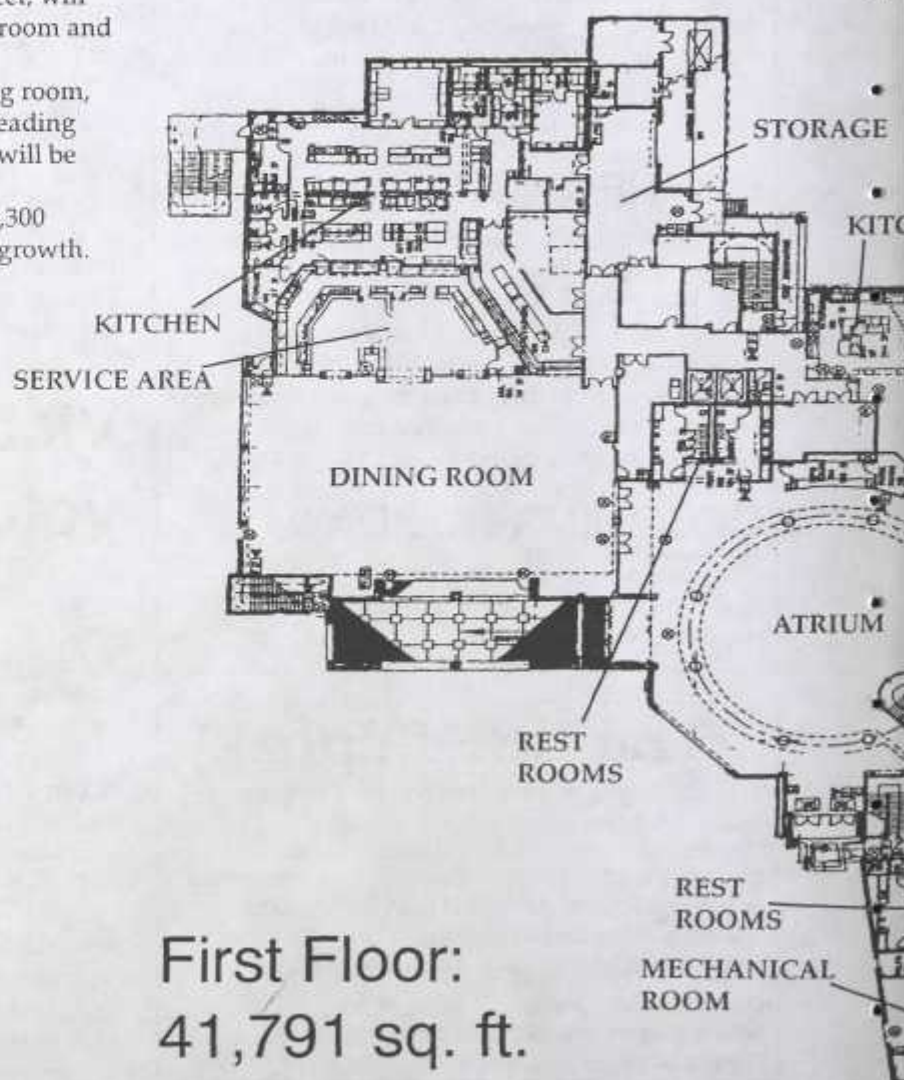 room and
g room,
eading
will be
,300
growth.
STORAGE
KITC
KITCHEN
SERVICE AREA
DINING ROOM
ATRIUM
REST
ROOMS
REST
ROOMS
MECHANICAL
ROOM
First Floor:
41,791 sq. ft.